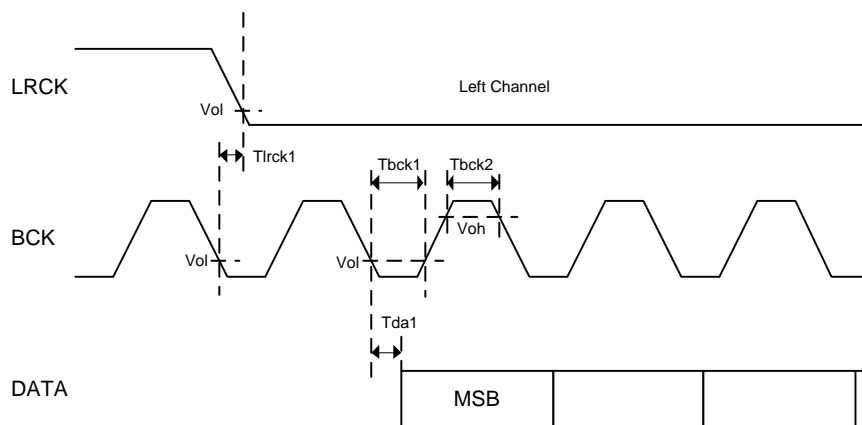 LRCK
Left Channel
Vol
Tlrck1
Tbck1
Tbck2
BCK
Voh
Vol
Vol
Tda1
DATA
MSB